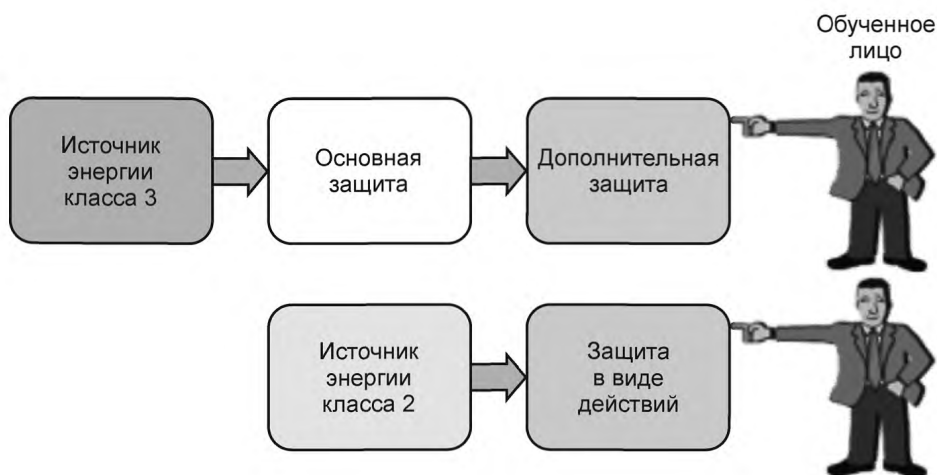 Обученное
лицо
Источник
энергии
класса 3
Основная
защита
Дополнительная
защита
Источник
энергии
класса 2
Защита
в виде
действий